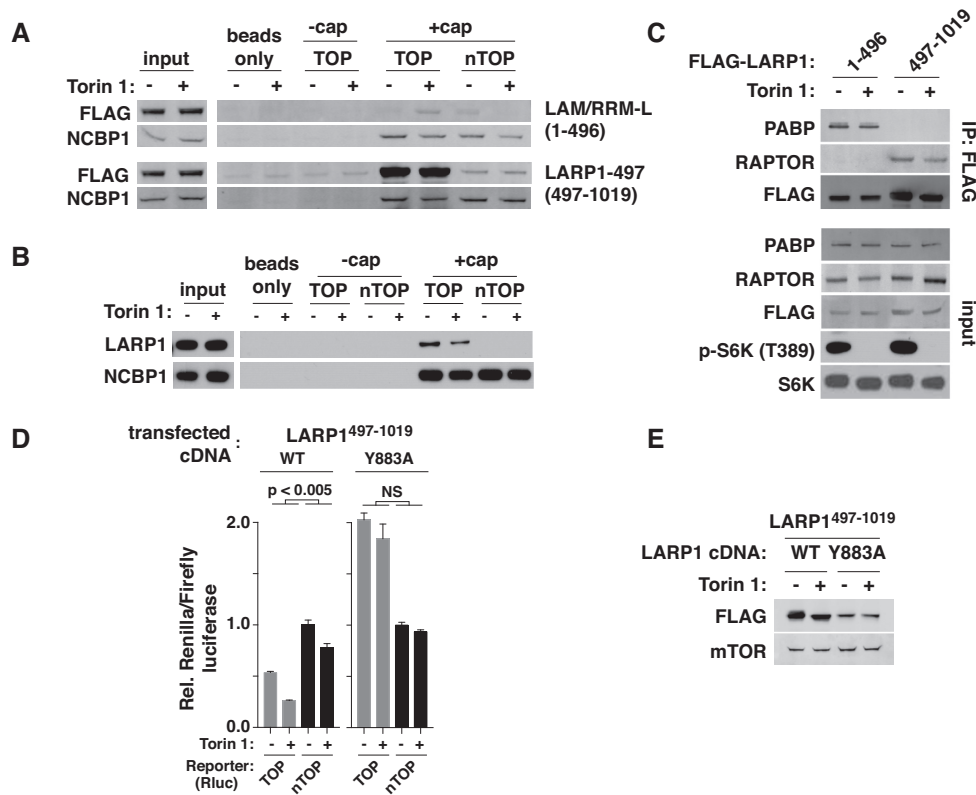 A
-cap
+cap
beads only
input
TOP
TOP
nTOP
Torin 1: - + - + - + - + - +
FLAG
NCBP1
LAM/RRM-L
(1-496)
FLAG
NCBP1
LARP1-497
(497-1019)
B
beads only
-cap
+cap
input
TOP nTOP TOP nTOP
Torin 1: - + - + - + - + - + - +
LARP1
NCBP1
C
FLAG-LARP1: 1-496 497-1019
Torin 1: - + - +
PABP
RAPTOR
FLAG
IP: FLAG
PABP
RAPTOR
FLAG
p-S6K (T389)
S6K
input
D
transfected cDNA : LARP1497-1019
WT Y883A
p < 0.005 NS
Rel. Renilla/Firefly luciferase
2.0
1.0
0.0
Torin 1: - + - + - + - +
Reporter: (Rluc) TOP nTOP TOP nTOP
E
LARP1497-1019
LARP1 cDNA: WT Y883A
Torin 1: - + - +
FLAG
mTOR